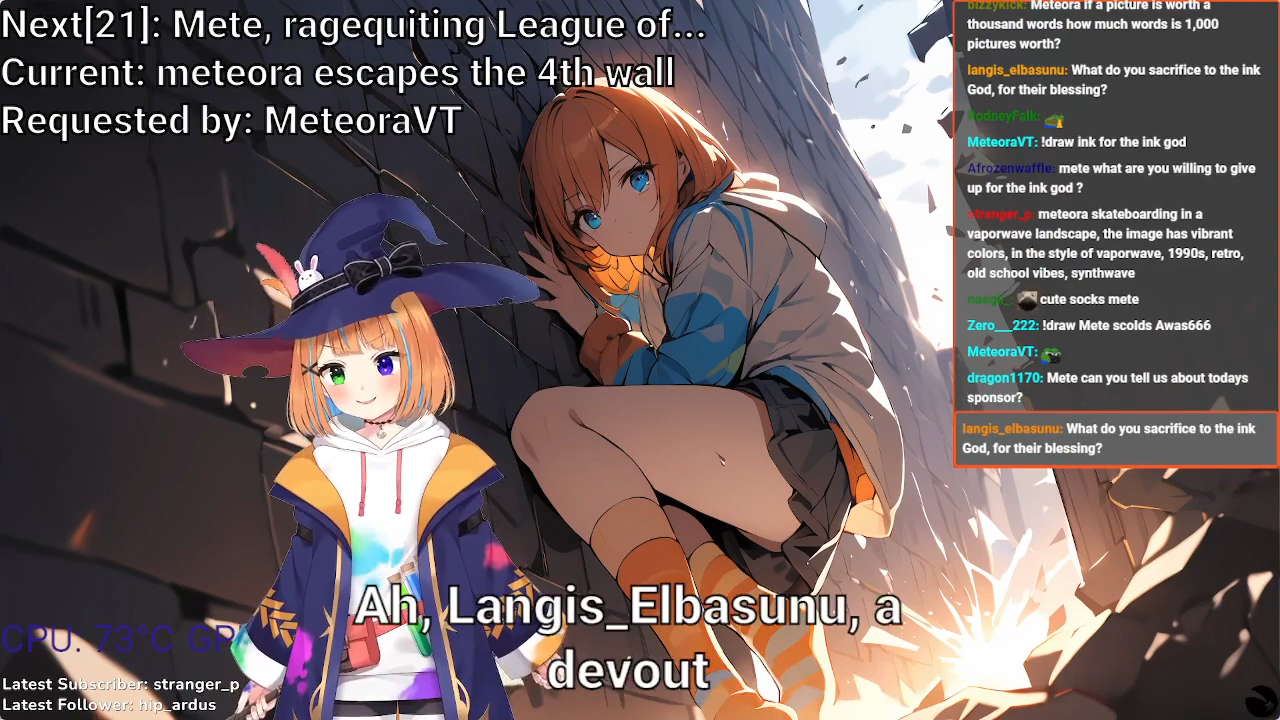 Next[21]: Mete, ragequiting League of...
Current: meteora escapes the 4th wall
Requested by: MeteoraVT
bizzykick: Meteora if a picture is worth a
thousand words how much words is 1,000
pictures worth?
langis_elbasunu: What do you sacrifice to the ink
God, for their blessing?
RodneyFalk:
MeteoraVT: !draw ink for the ink god
Afrozenwaffle: mete what are you willing to give
up for the ink god ?
stranger_p: meteora skateboarding in a
vaporwave landscape, the image has vibrant
colors, in the style of vaporwave, 1990s, retro,
old school vibes, synthwave
cute socks mete
Zero___222: !draw Mete scolds Awas666
MeteoraVT:
dragon1170: Mete can you tell us about todays
sponsor?
langis_elbasunu: What do you sacrifice to the ink
God, for their blessing?
Ah, Langis_Elbasunu, a
devout
CPU: 73°C GP
Latest Subscriber: stranger_p
Latest Follower: hip_ardus